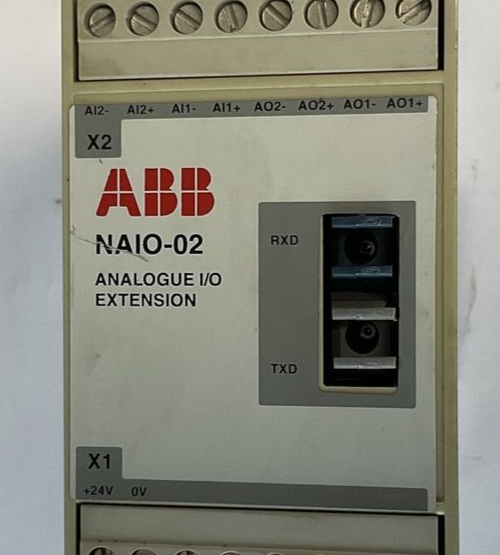 AI2- AI2+ AI1- AI1+ AO2- AO2+ AO1- AO1+
X2
ABB
NAIO-02
RXD
ANALOGUE I/O
EXTENSION
TXD
X1
+24V 0V